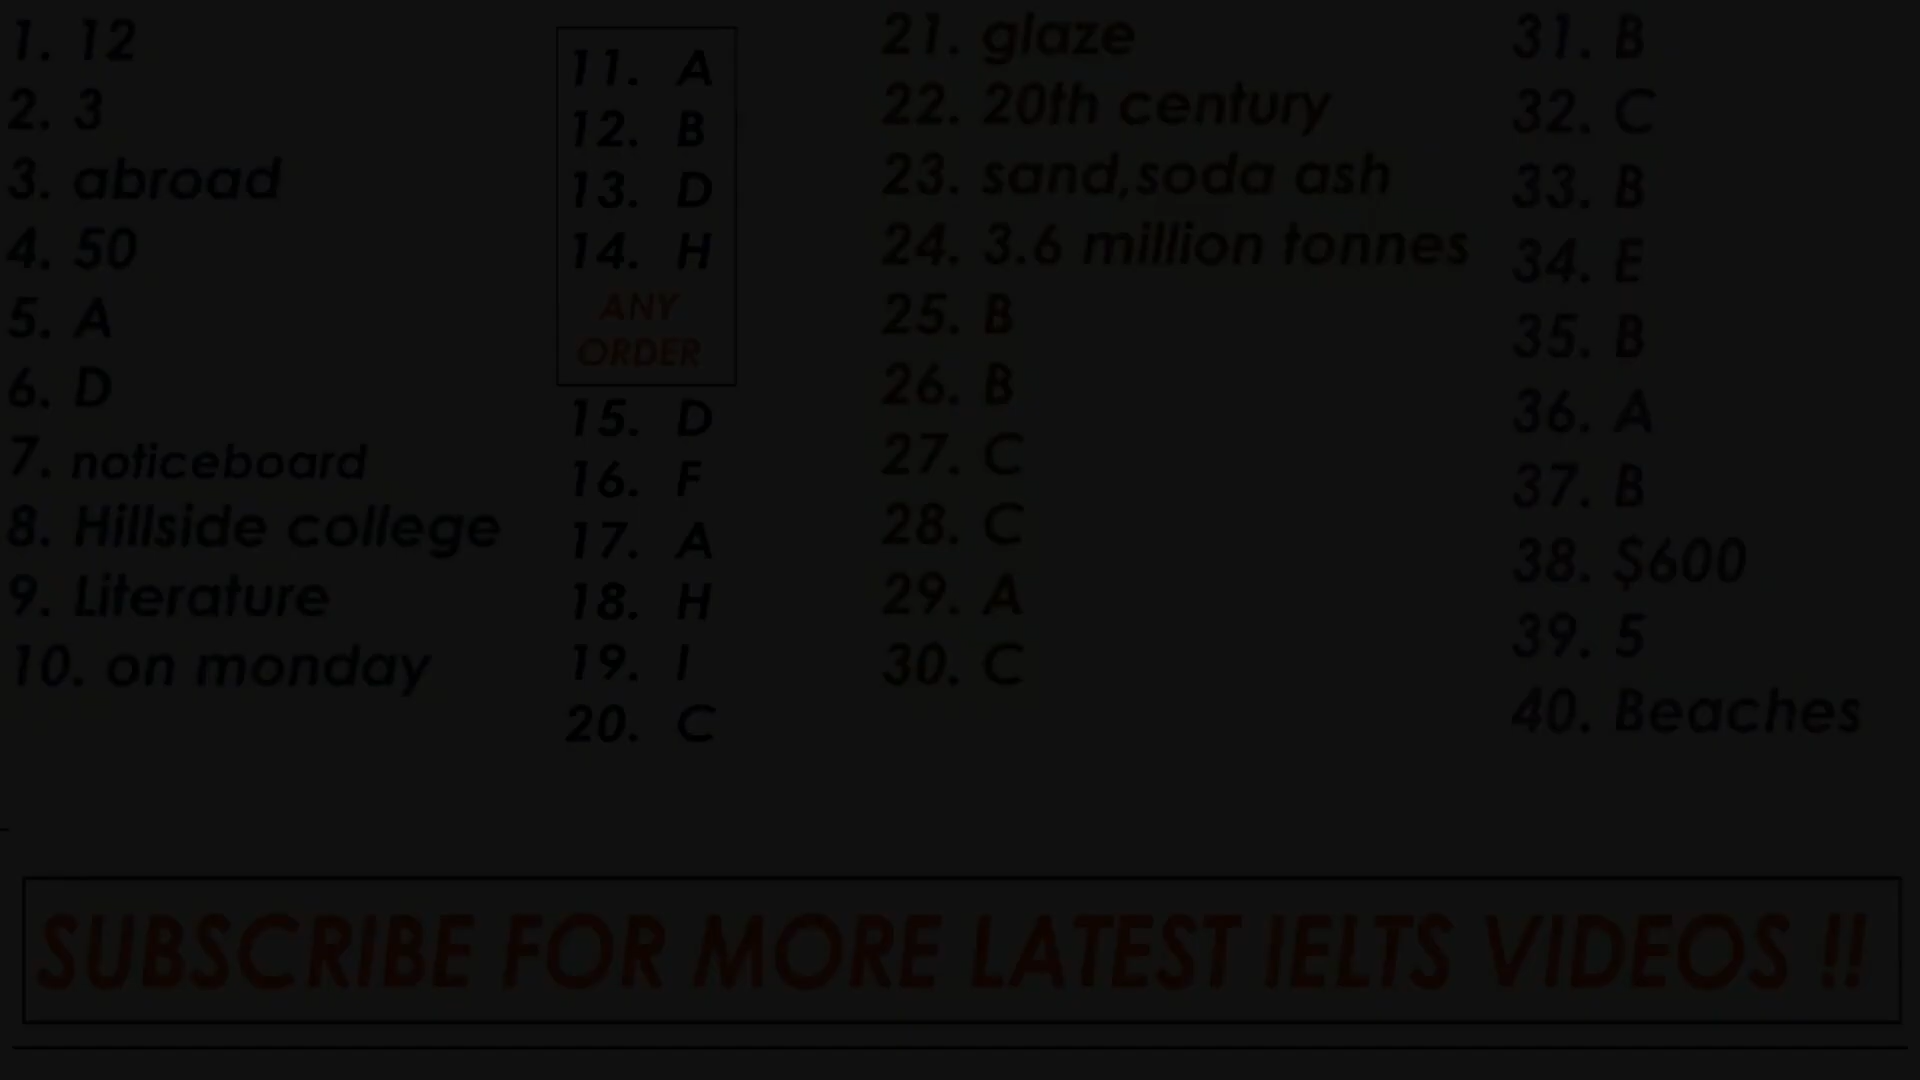 1. 12
2. 3
3. abroad
4. 50
5. A
6. D
7. noticeboard
8. Hillside college
9. Literature
10. on monday
11. A
12. B
13. D
14. H
ANY
ORDER
15. D
16. F
17. A
18. H
19. I
20. C
21. glaze
22. 20th century
23. sand,soda ash
24. 3.6 million tonnes
25. B
26. B
27. C
28. C
29. A
30. C
31. B
32. C
33. B
34. E
35. B
36. A
37. B
38. $600
39. 5
40. Beaches
SUBSCRIBE FOR MORE LATEST IELTS VIDEOS !!